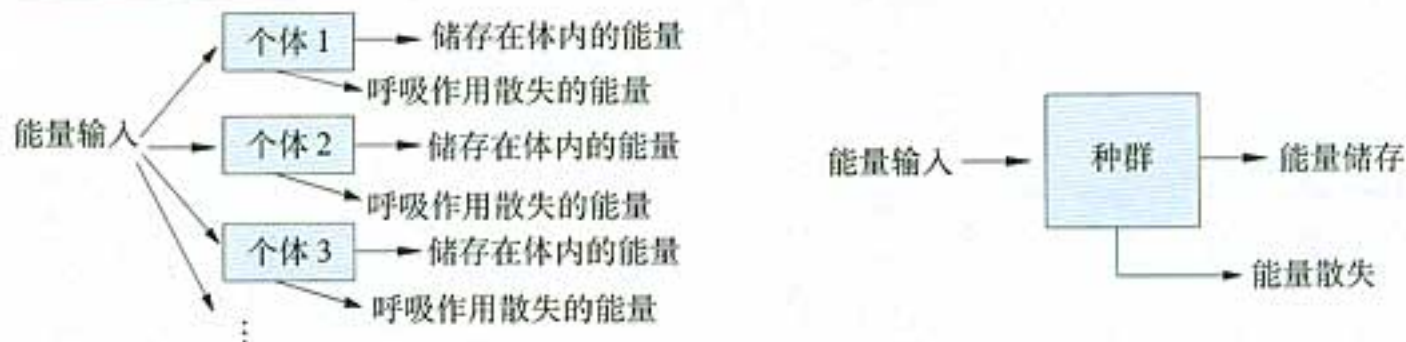 个体 1
储存在体内的能量
呼吸作用散失的能量
能量输入
个体 2
储存在体内的能量
呼吸作用散失的能量
个体 3
储存在体内的能量
呼吸作用散失的能量
⋮
能量输入
种群
能量储存
能量散失